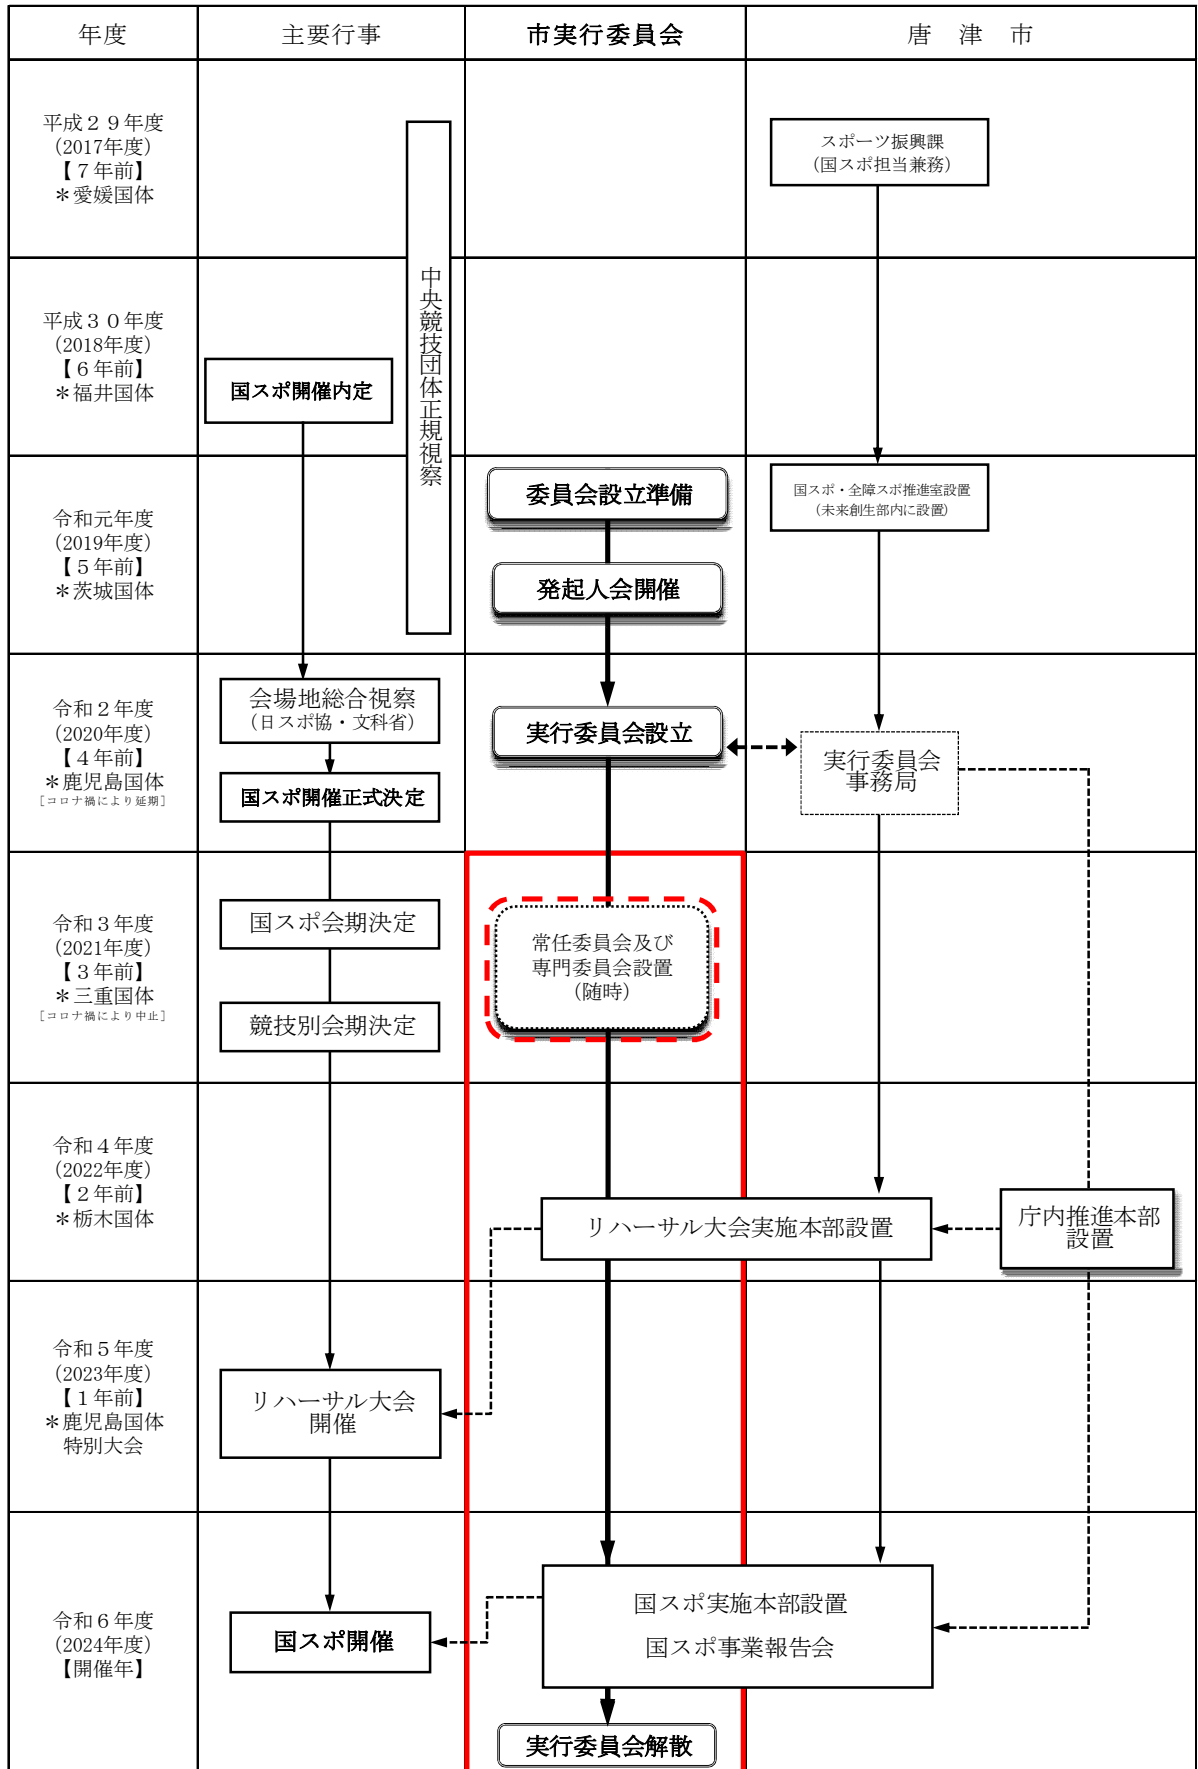 年度
主要行事
市実行委員会
唐　津　市
平成２９年度
(2017年度)
【７年前】
＊愛媛国体
中央競技団体正規視察
スポーツ振興課
(国スポ担当兼務)
平成３０年度
(2018年度)
【６年前】
＊福井国体
国スポ開催内定
令和元年度
(2019年度)
【５年前】
＊茨城国体
委員会設立準備
発起人会開催
国スポ・全障スポ推進室設置
(未来創生部内に設置)
令和２年度
(2020年度)
【４年前】
＊鹿児島国体
[コロナ禍により延期]
会場地総合視察
(日スポ協・文科省)
国スポ開催正式決定
実行委員会設立
実行委員会
事務局
令和３年度
(2021年度)
【３年前】
＊三重国体
[コロナ禍により中止]
国スポ会期決定
競技別会期決定
常任委員会及び
専門委員会設置
(随時)
令和４年度
(2022年度)
【２年前】
＊栃木国体
リハーサル大会実施本部設置
庁内推進本部
設置
令和５年度
(2023年度)
【１年前】
＊鹿児島国体
特別大会
リハーサル大会
開催
令和６年度
(2024年度)
【開催年】
国スポ開催
国スポ実施本部設置
国スポ事業報告会
実行委員会解散